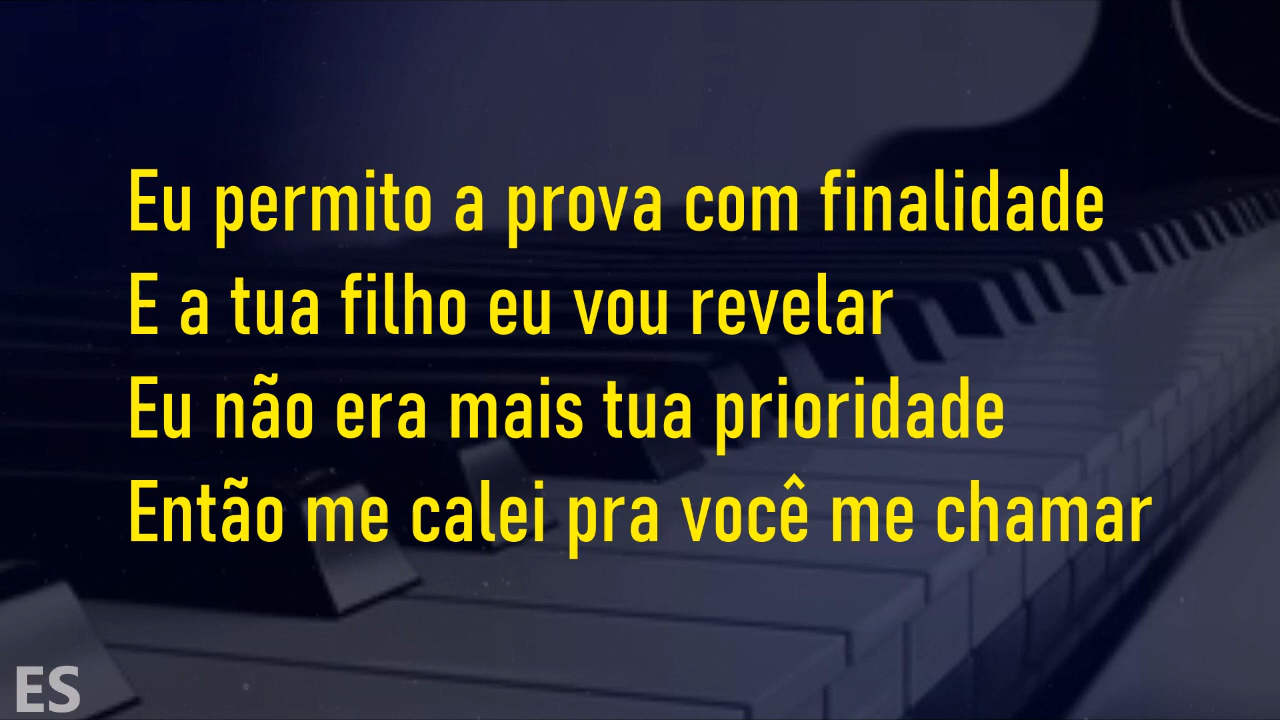 Eu permito a prova com finalidade
E a tua filho eu vou revelar
Eu não era mais tua prioridade
Então me calei pra você me chamar
ES